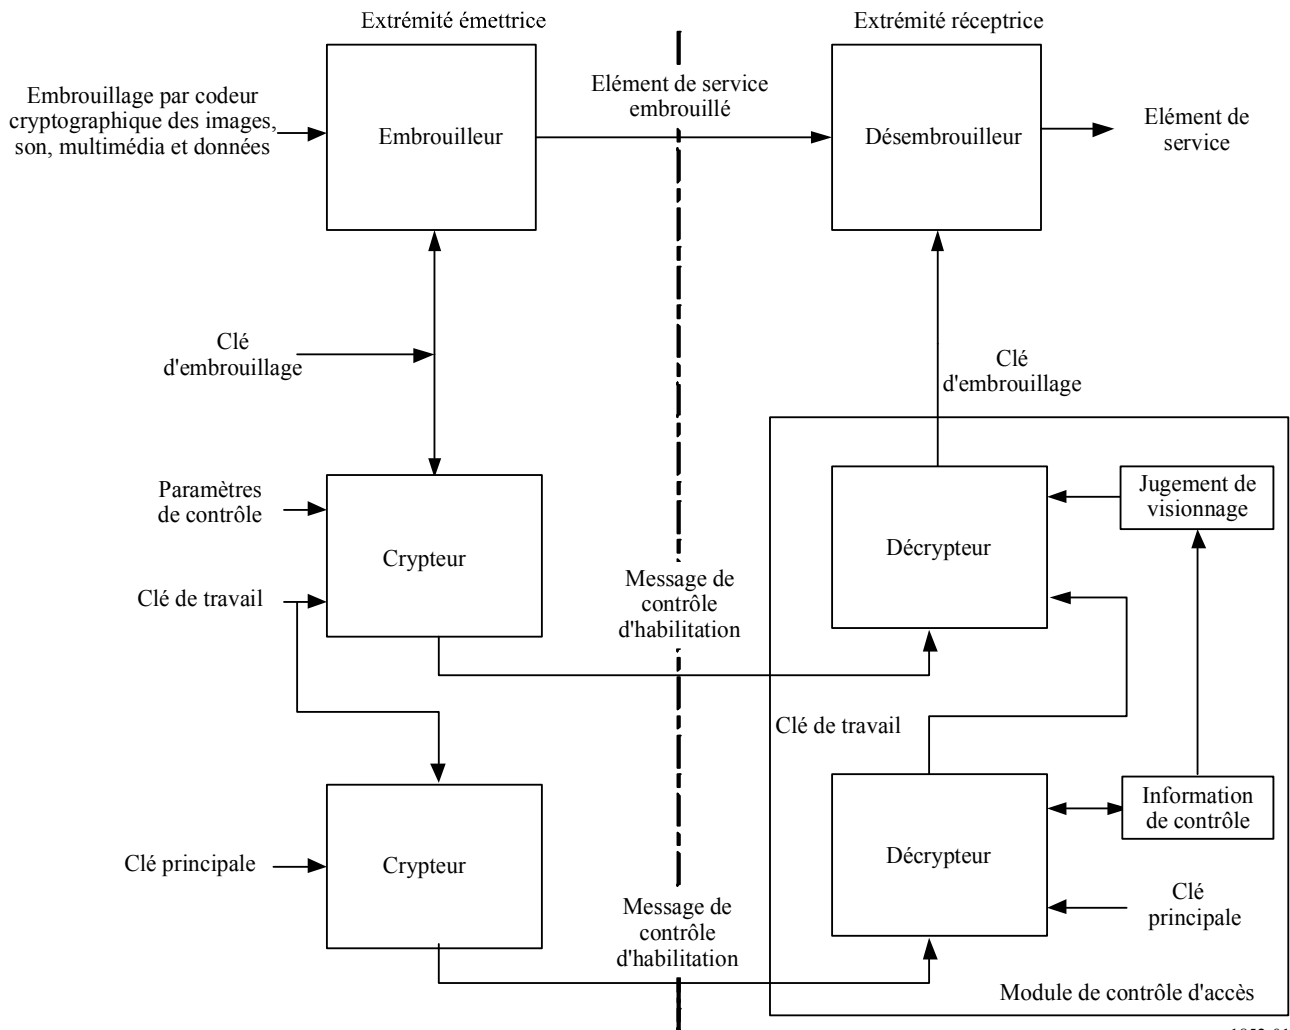 Extrémité émettrice
Extrémité réceptrice
Embrouillage par codeur
cryptographique des images,
son, multimédia et données
Embrouilleur
Elément de service
embrouillé
Désembrouilleur
Elément de
service
Clé
d'embrouillage
Clé
d'embrouillage
Paramètres
de contrôle
Crypteur
Clé de travail
Message de
contrôle
d'habilitation
Décrypteur
Jugement de
visionnage
Clé de travail
Information
de contrôle
Clé principale
Crypteur
Décrypteur
Clé
principale
Message de
contrôle
d'habilitation
Module de contrôle d'accès